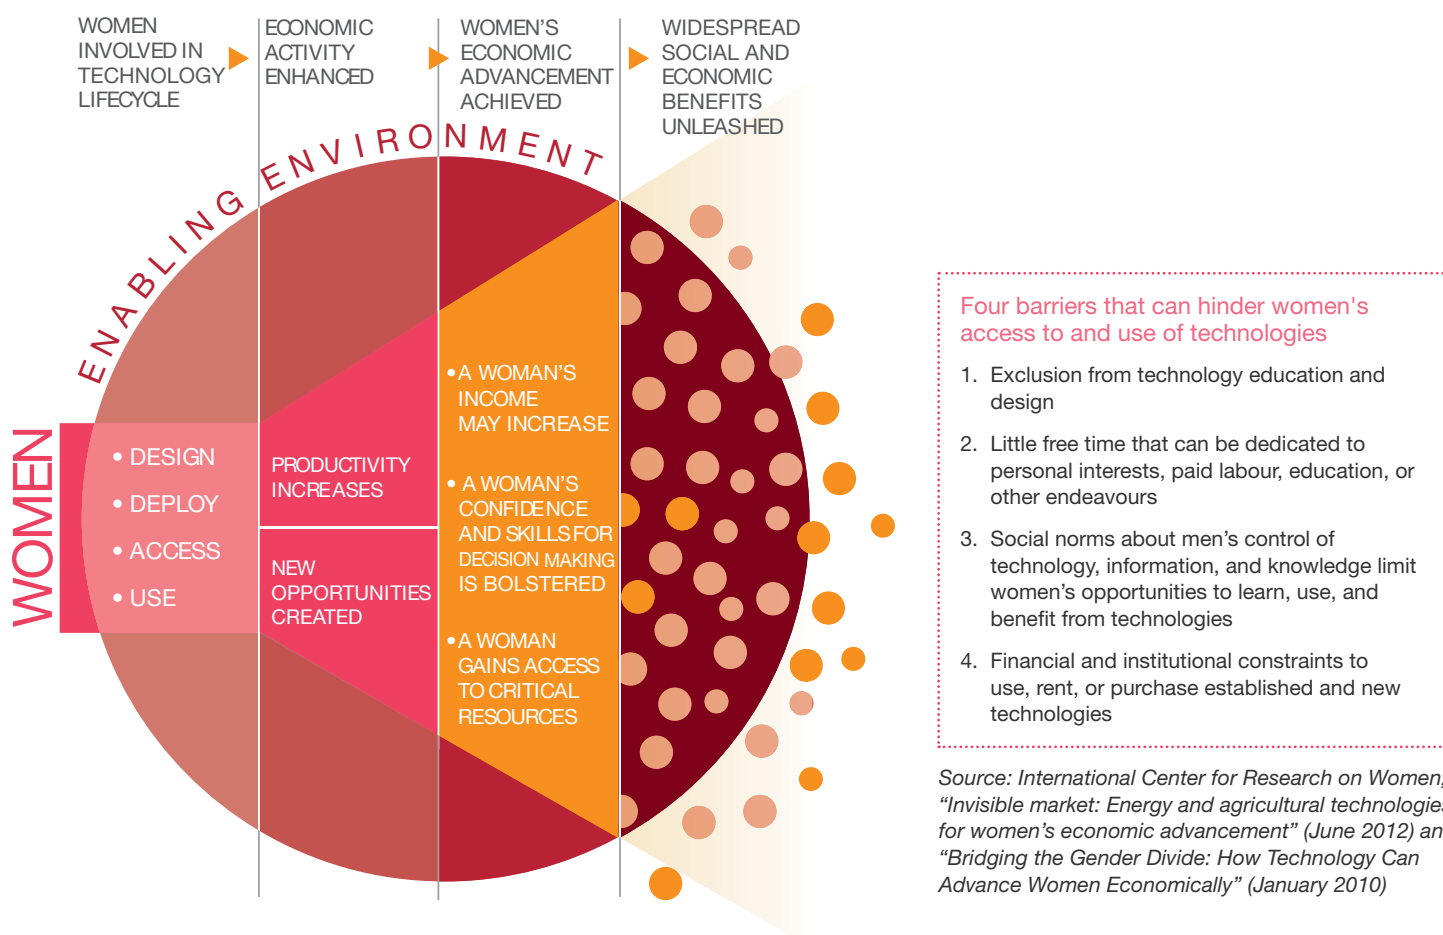 WOMEN
INVOLVED IN
TECHNOLOGY
LIFECYCLE
ECONOMIC
ACTIVITY
ENHANCED
WOMEN’S
ECONOMIC
ADVANCEMENT
ACHIEVED
WIDESPREAD
SOCIAL AND
ECONOMIC
BENEFITS
UNLEASHED
ENABLING ENVIRONMENT
WOMEN
• DESIGN
• DEPLOY
• ACCESS
• USE
PRODUCTIVITY
INCREASES
NEW
OPPORTUNITIES
CREATED
• A WOMAN’S
INCOME
MAY INCREASE
• A WOMAN’S
CONFIDENCE
AND SKILLS FOR
DECISION MAKING
IS BOLSTERED
• A WOMAN
GAINS ACCESS
TO CRITICAL
RESOURCES
Four barriers that can hinder women's
access to and use of technologies
1. Exclusion from technology education and
design
2. Little free time that can be dedicated to
personal interests, paid labour, education, or
other endeavours
3. Social norms about men’s control of
technology, information, and knowledge limit
women’s opportunities to learn, use, and
benefit from technologies
4. Financial and institutional constraints to
use, rent, or purchase established and new
technologies
Source: International Center for Research on Women,
“Invisible market: Energy and agricultural technologies
for women’s economic advancement” (June 2012) an
“Bridging the Gender Divide: How Technology Can
Advance Women Economically” (January 2010)